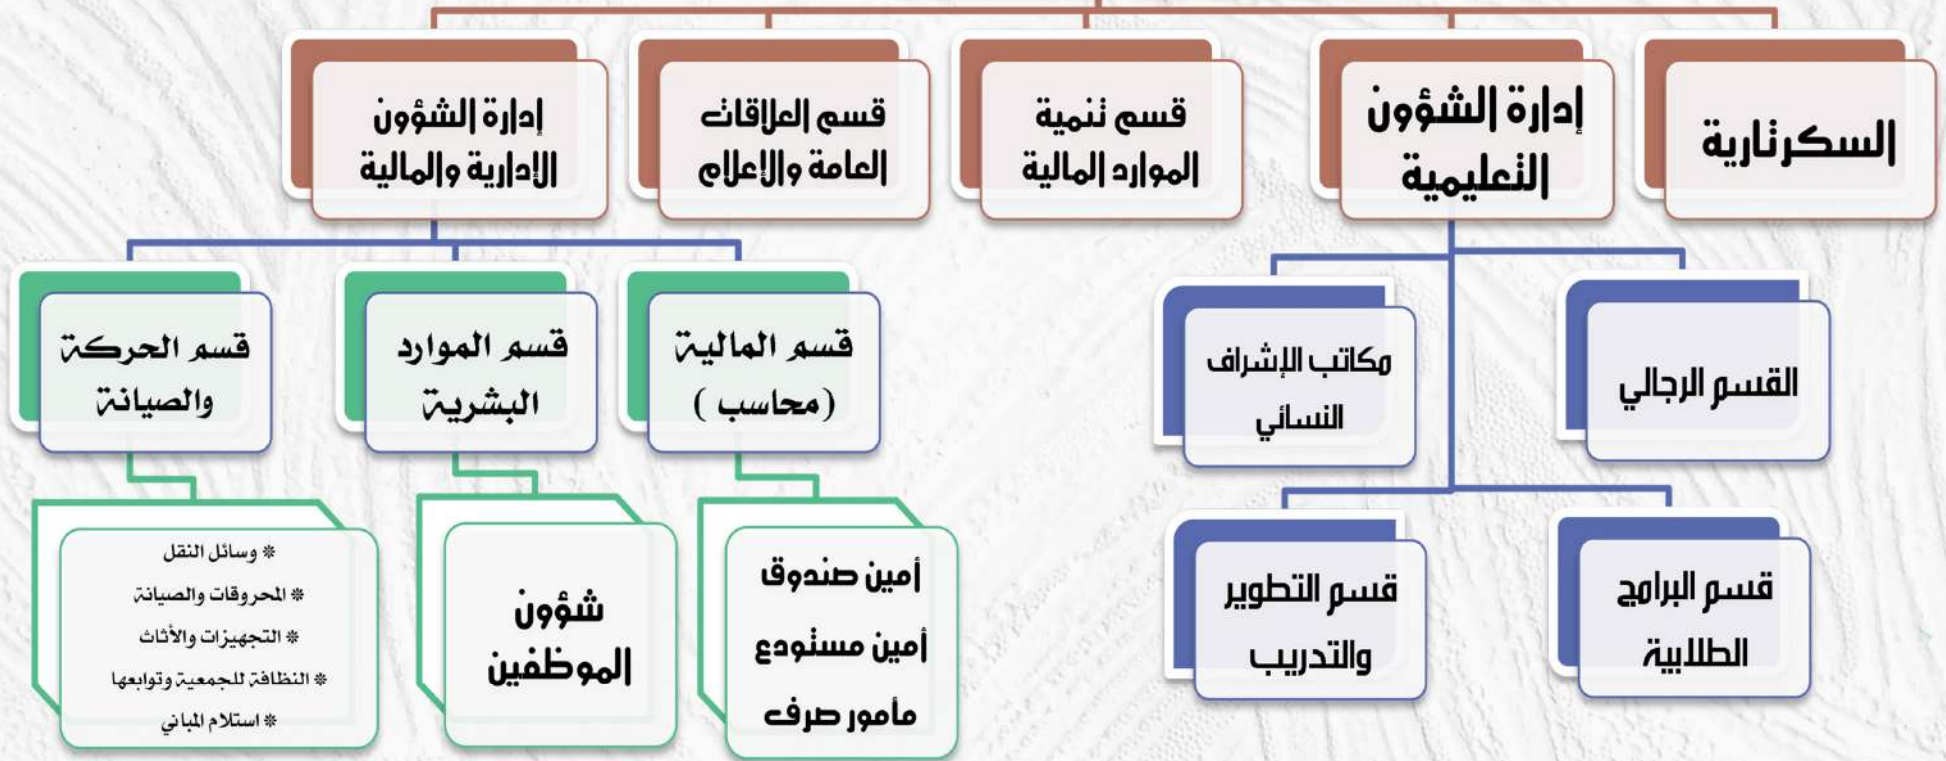 السكرتارية
إدارة الشؤون
التعليمية
قسم تنمية
الموارد المالية
قسم العلاقات
العامة والإعلام
إدارة الشؤون
الإدارية والمالية
القسم الرجالي
مكاتب الإشراف
النسائي
قسم البرامج
الطلابية
قسم التطوير
والتدريب
قسم المالية
(محاسب )
قسم الموارد
البشرية
قسم الحركة
والصيانة
أمين صندوق
أمين مستودع
مأمور صرف
شؤون
الموظفين
* وسائل النقل
* المحروقات والصيانة
* التجهيزات والأثاث
* النظافة للجمعية وتوابعها
* استلام المباني